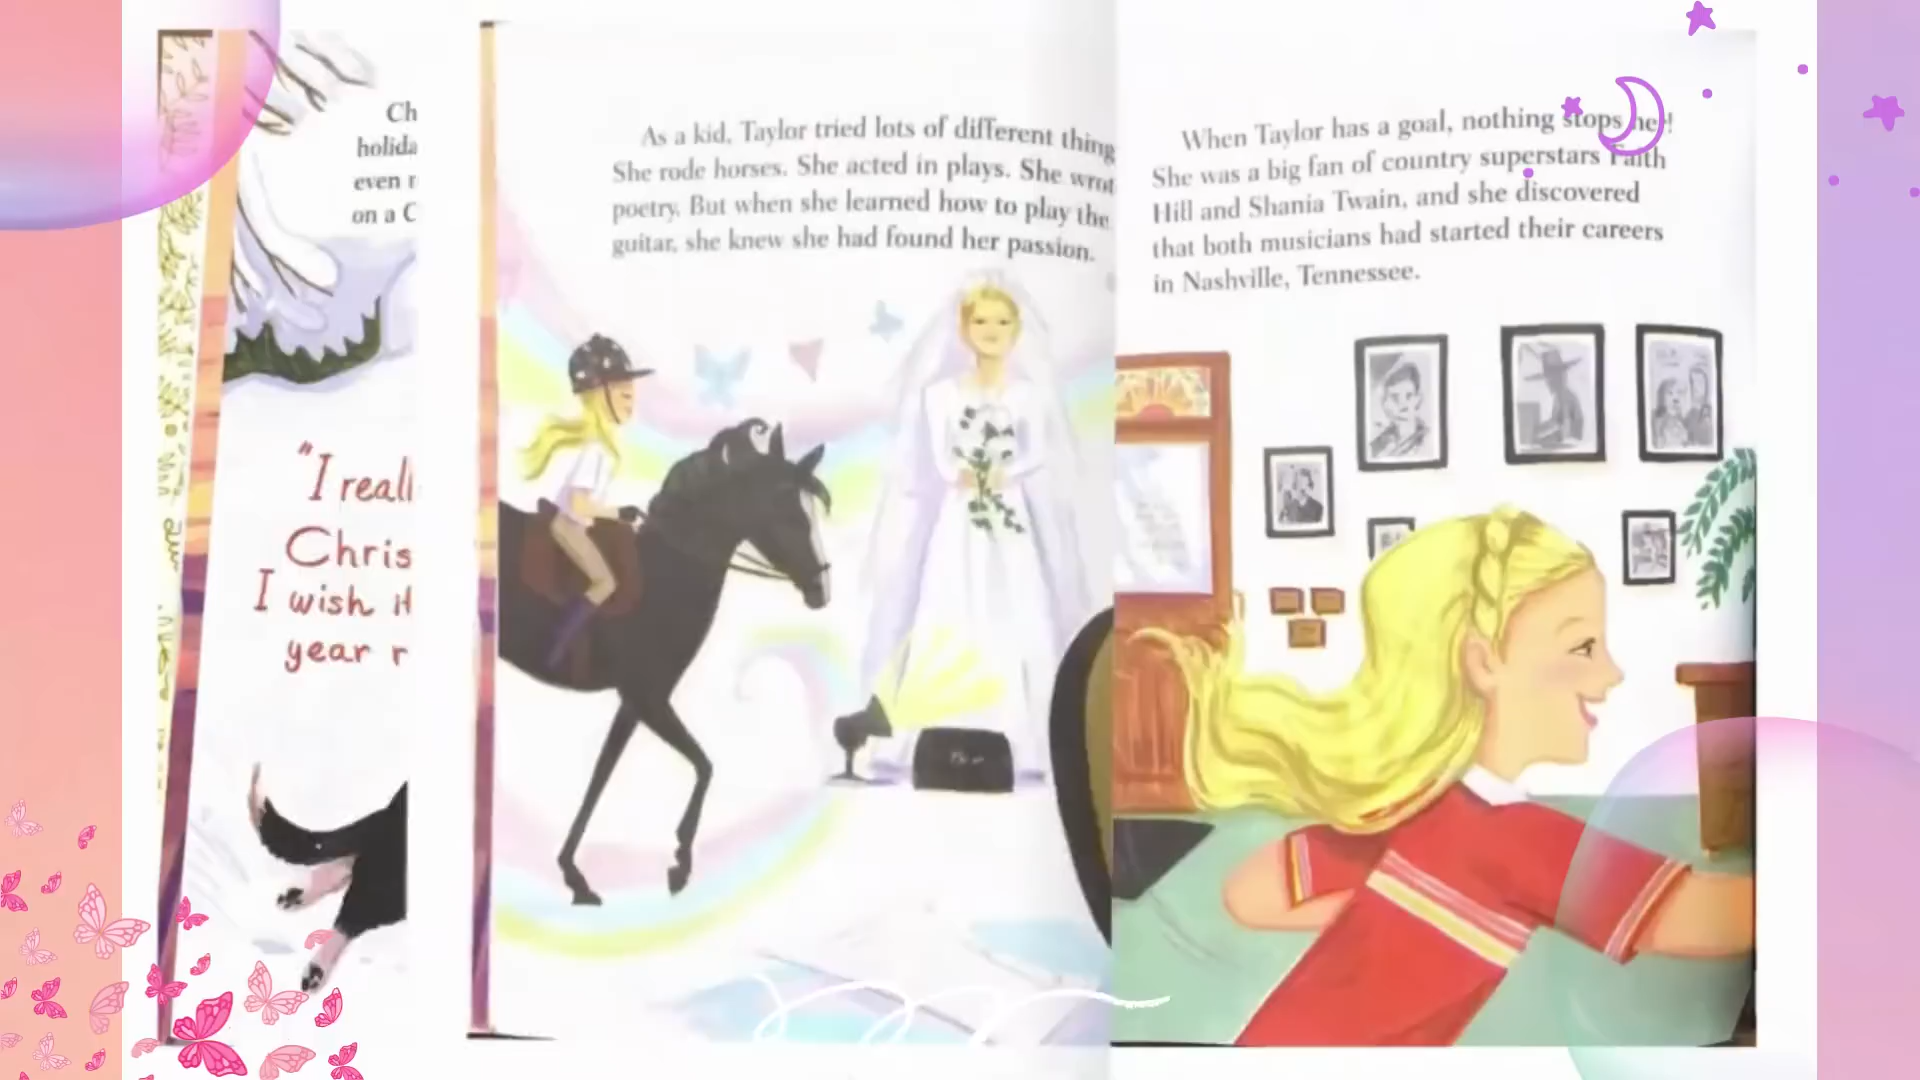 Ch
holida
even r
on a C
"I reall
Chris
I wish it
year r
As a kid, Taylor tried lots of different thing
She rode horses. She acted in plays. She wrot
poetry. But when she learned how to play the
guitar, she knew she had found her passion.
When Taylor has a goal, nothing stops her!
She was a big fan of country superstars Faith
Hill and Shania Twain, and she discovered
that both musicians had started their careers
in Nashville, Tennessee.